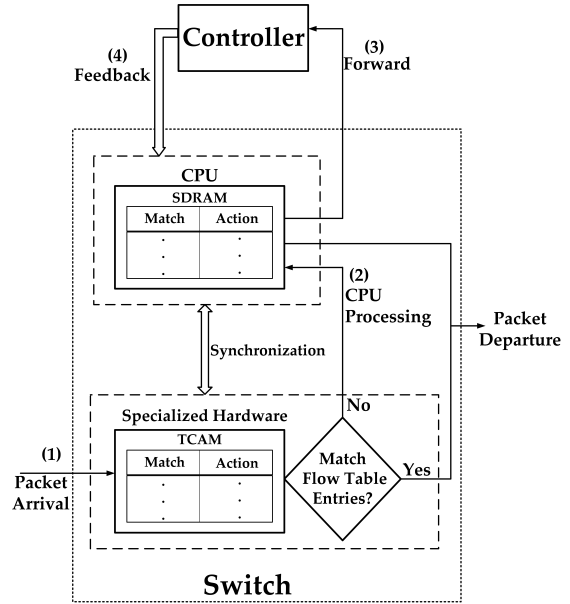 Controller
(4)
Feedback
(3)
Forward
CPU
SDRAM
Match Action
(2)
CPU
Processing
Packet
Departure
Synchronization
No
Specialized Hardware
TCAM
Match Action
(1)
Packet
Arrival
Match
Flow Table
Entries?
Yes
Switch